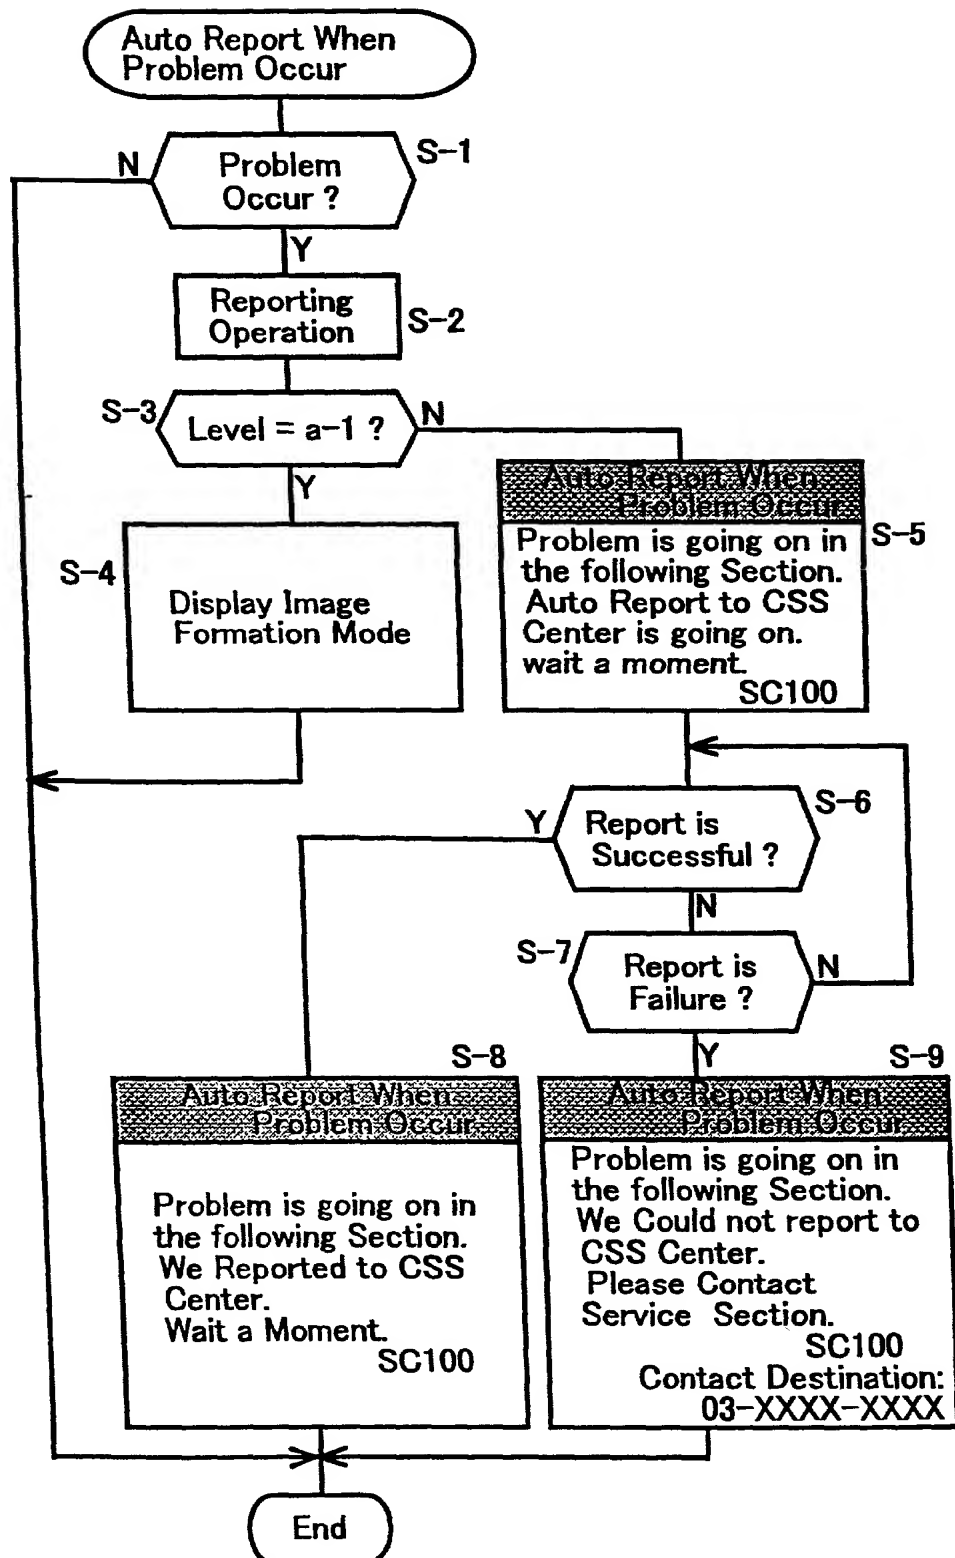 Auto Report When
Problem Occur
N
Problem
Occur ?
S-1
Y
Reporting
Operation
S-2
S-3
Level = a-1 ?
N
Y
Auto Report When
Problem Occur
S-5
Problem is going on in
the following Section.
Auto Report to CSS
Center is going on.
wait a moment.
SC100
S-4
Display Image
Formation Mode
S-6
Y
Report is
Successful ?
N
S-7
Report is
Failure ?
N
Y
S-8
Auto Report When
Problem Occur
Problem is going on in
the following Section.
We Reported to CSS
Center.
Wait a Moment.
SC100
S-9
Auto Report When
Problem Occur
Problem is going on in
the following Section.
We Could not report to
CSS Center.
Please Contact
Service Section.
SC100
Contact Destination:
03-XXXX-XXXX
End